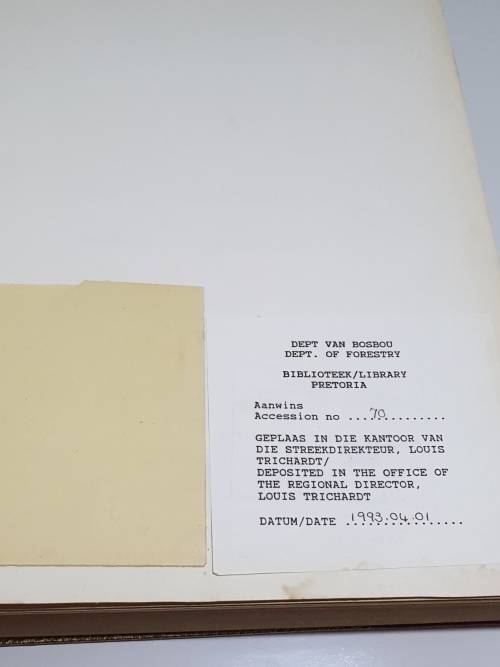 DEPT VAN BOSBOU
DEPT. OF FORESTRY
BIBLIOTEEK/LIBRARY
PRETORIA
Aanwins
Accession no ...70..........
GEPLAAS IN DIE KANTOOR VAN
DIE STREEKDIREKTEUR, LOUIS
TRICHARDT/
DEPOSITED IN THE OFFICE OF
THE REGIONAL DIRECTOR,
LOUIS TRICHARDT
DATUM/DATE 1993.04.01